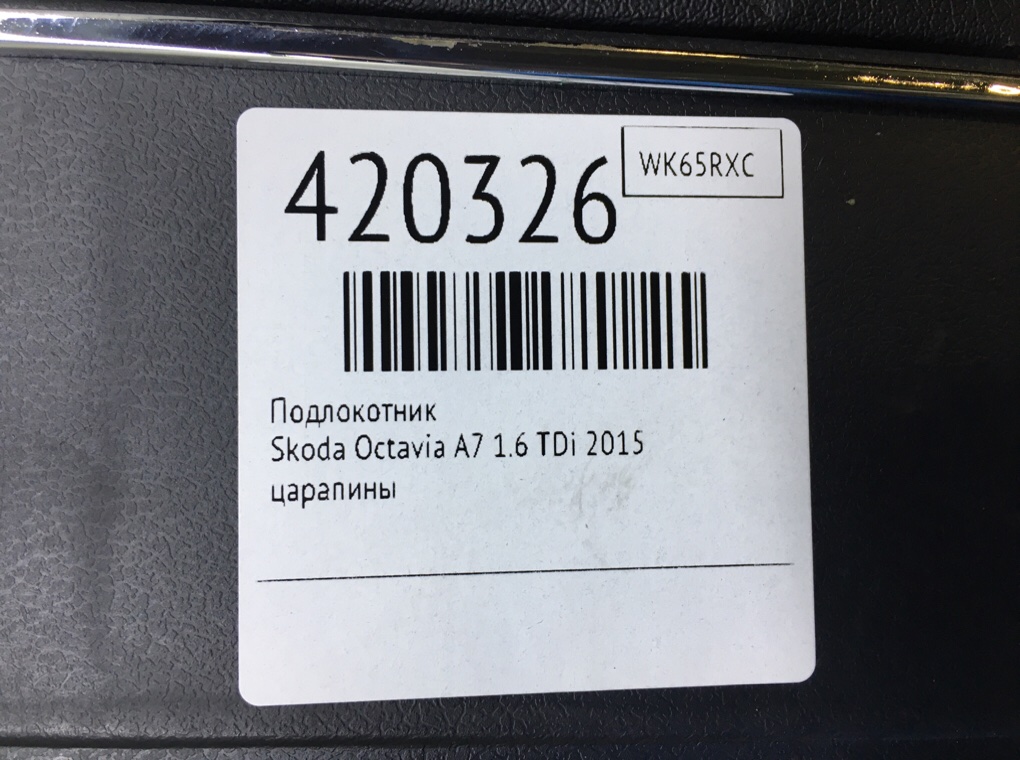 420326
WK65RXC
Подлокотник
Skoda Octavia A7 1.6 TDi 2015
царапины